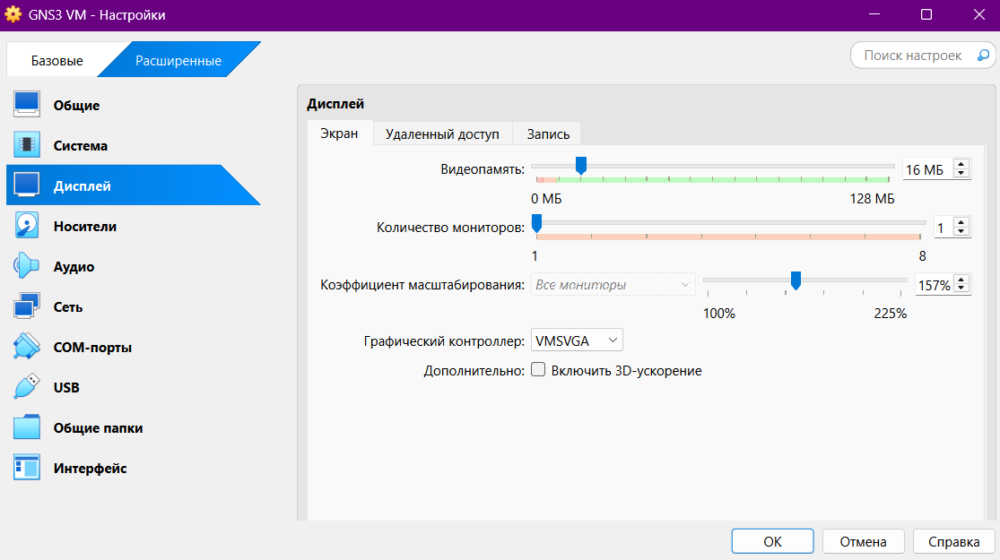 GNS3 VM - Настройки
Базовые
Расширенные
Поиск настроек
Общие
Система
Дисплей
Носители
Аудио
Сеть
COM-порты
USB
Общие папки
Интерфейс
Дисплей
Экран Удаленный доступ Запись
Видеопамять: 16 МБ
0 МБ 128 МБ
Количество мониторов: 1
1 8
Коэффициент масштабирования: Все мониторы 157%
100% 225%
Графический контроллер: VMSVGA
Дополнительно: Включить 3D-ускорение
ОК Отмена Справка